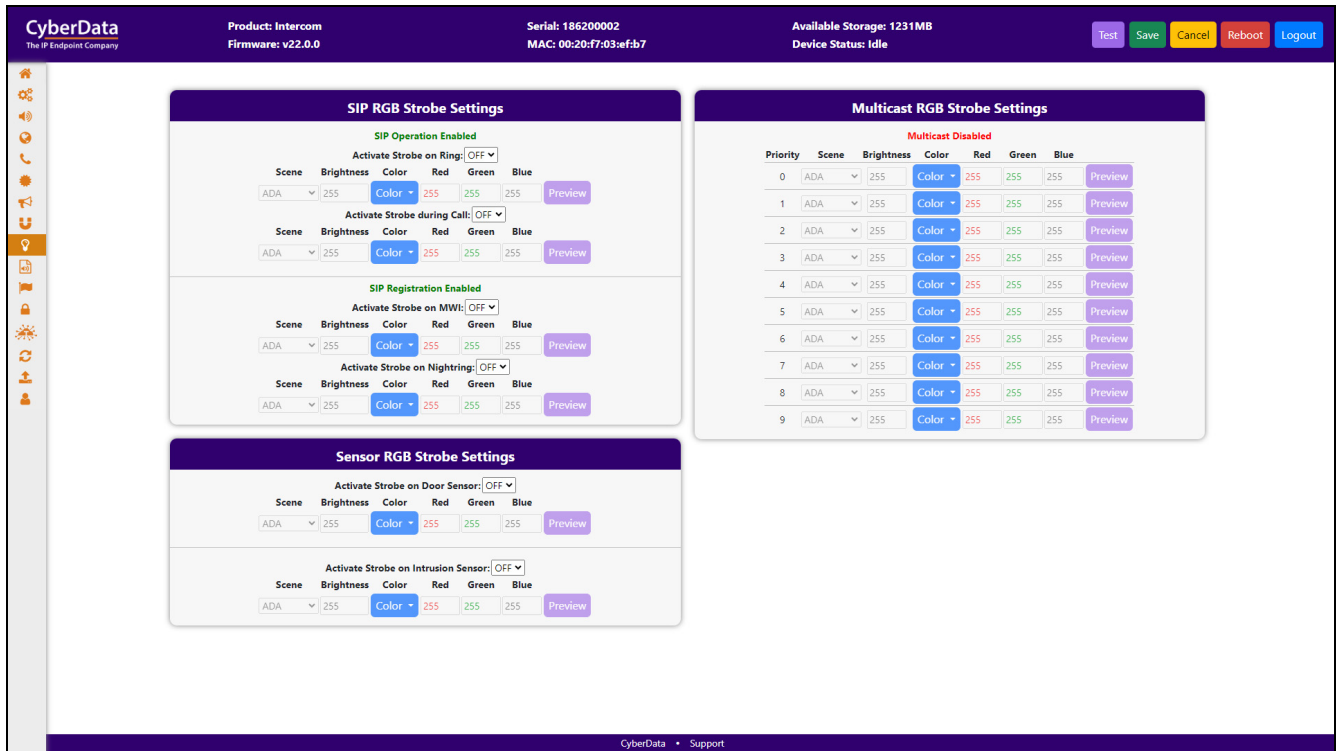 CyberData
The IP Endpoint Company
Product: Intercom
Firmware: v22.0.0
Serial: 186200002
MAC: 00:20:f7:03:ef:b7
Available Storage: 1231MB
Device Status: Idle
Test Save Cancel Reboot Logout
SIP RGB Strobe Settings
SIP Operation Enabled
Activate Strobe on Ring: OFF
Scene Brightness Color Red Green Blue
ADA 255 Color 255 255 255 Preview
Activate Strobe during Call: OFF
Scene Brightness Color Red Green Blue
ADA 255 Color 255 255 255 Preview
SIP Registration Enabled
Activate Strobe on MWI: OFF
Scene Brightness Color Red Green Blue
ADA 255 Color 255 255 255 Preview
Activate Strobe on Nightring: OFF
Scene Brightness Color Red Green Blue
ADA 255 Color 255 255 255 Preview
Sensor RGB Strobe Settings
Activate Strobe on Door Sensor: OFF
Scene Brightness Color Red Green Blue
ADA 255 Color 255 255 255 Preview
Activate Strobe on Intrusion Sensor: OFF
Scene Brightness Color Red Green Blue
ADA 255 Color 255 255 255 Preview
Multicast RGB Strobe Settings
Multicast Disabled
Priority Scene Brightness Color Red Green Blue
0 ADA 255 Color 255 255 255 Preview
1 ADA 255 Color 255 255 255 Preview
2 ADA 255 Color 255 255 255 Preview
3 ADA 255 Color 255 255 255 Preview
4 ADA 255 Color 255 255 255 Preview
5 ADA 255 Color 255 255 255 Preview
6 ADA 255 Color 255 255 255 Preview
7 ADA 255 Color 255 255 255 Preview
8 ADA 255 Color 255 255 255 Preview
9 ADA 255 Color 255 255 255 Preview
CyberData • Support